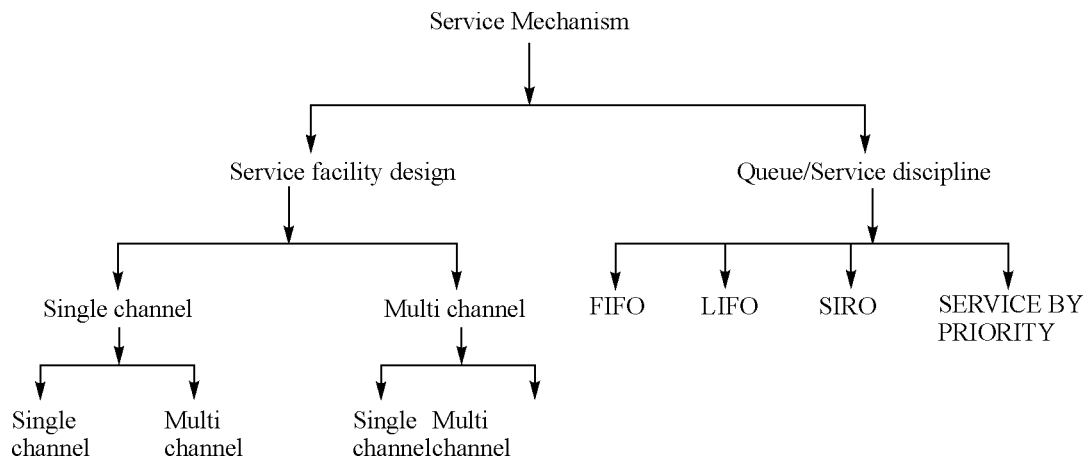 Service Mechanism
Service facility design
Queue/Service discipline
Single channel
Multi channel
FIFO
LIFO
SIRO
SERVICE BY
PRIORITY
Single
channel
Multi
channel
Single
channel
Multi
channel